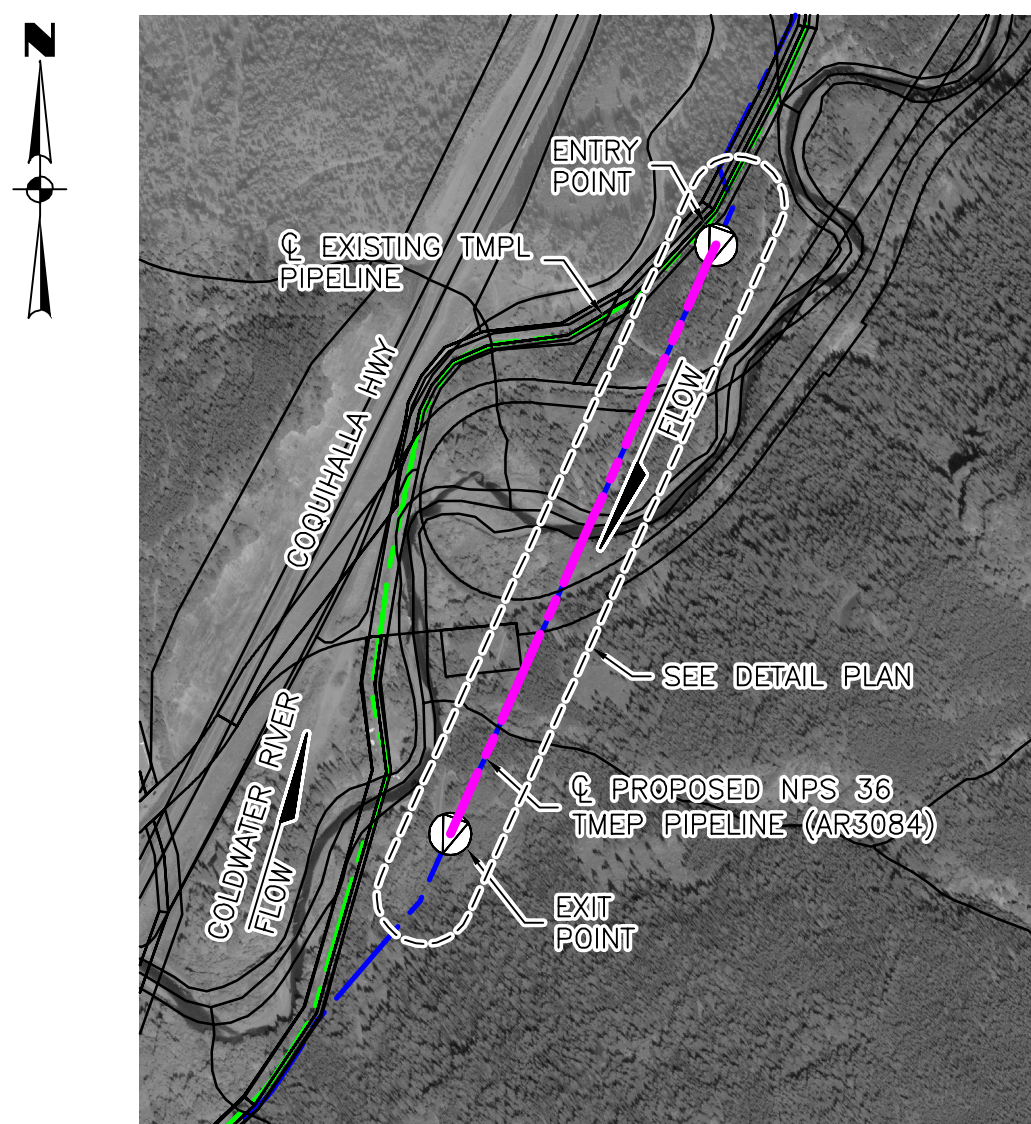 N
ENTRY
POINT
℄ EXISTING TMPL
PIPELINE
COQUIHALLA HWY
FLOW
SEE DETAIL PLAN
COLDWATER RIVER
FLOW
℄ PROPOSED NPS 36
TMEP PIPELINE (AR3084)
EXIT
POINT